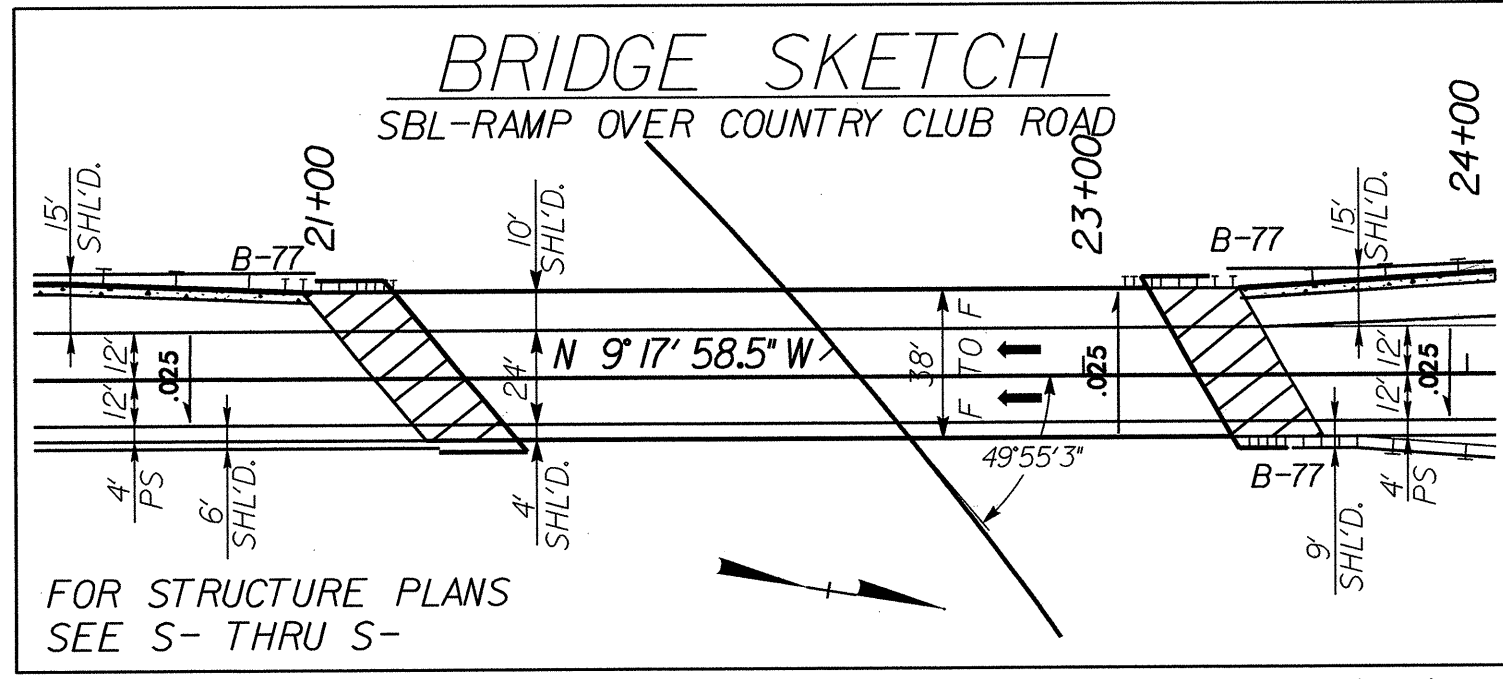 BRIDGE SKETCH
SBL-RAMP OVER COUNTRY CLUB ROAD
21+00
23+00
24+00
15'
SHL'D.
B-77
10'
SHL'D.
B-77
15'
SHL'D.
12'
12'
.025
24'
N 9° 17' 58.5" W
38'
F TO F
.025
12'
12'
.025
49°55'3"
4'
PS
6'
SHL'D.
4'
SHL'D.
B-77
9'
SHL'D.
4'
PS
FOR STRUCTURE PLANS
SEE S- THRU S-